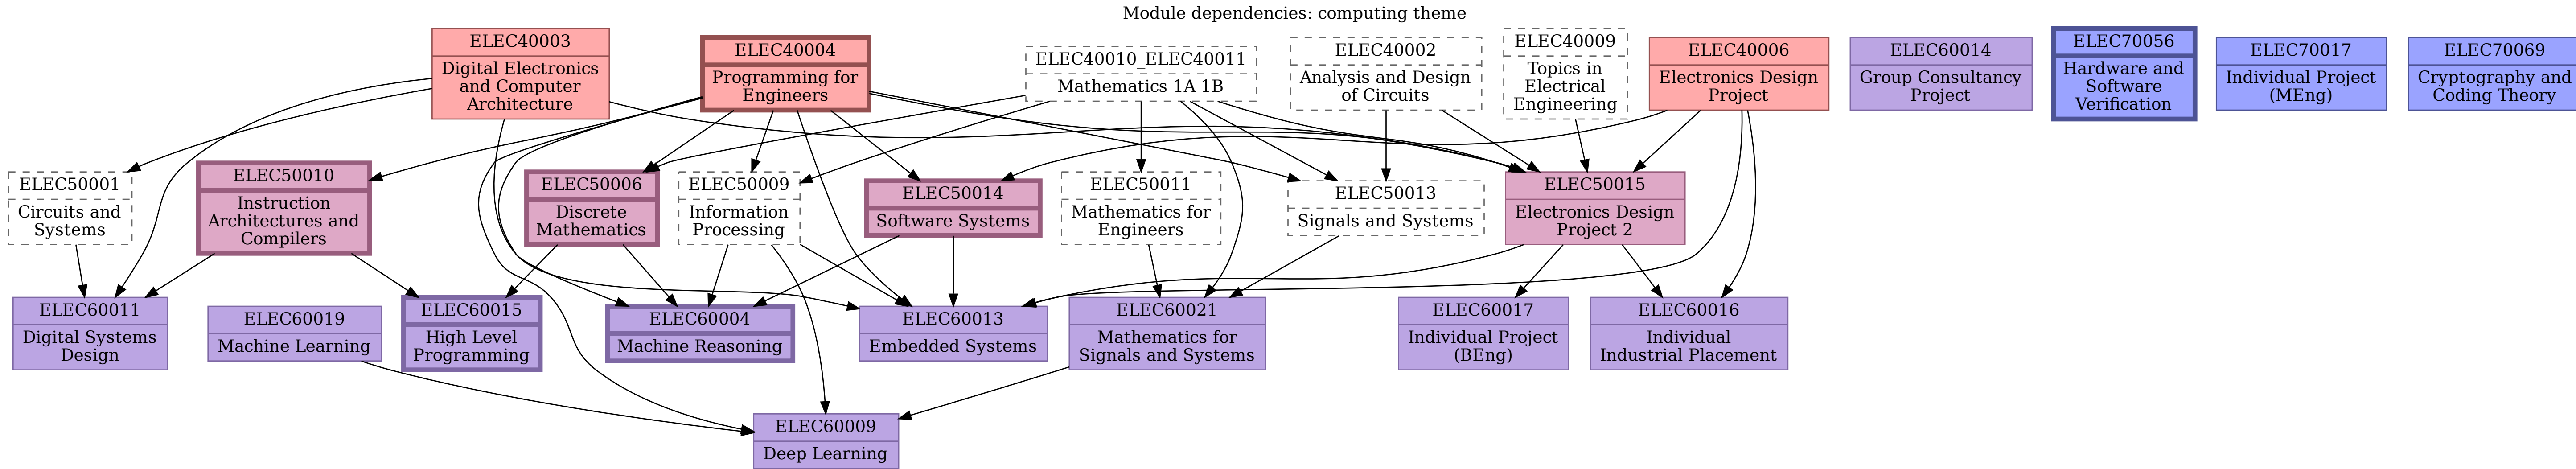 Module dependencies: computing theme
ELEC40003
Digital Electronics
and Computer
Architecture
ELEC40004
Programming for
Engineers
ELEC40010_ELEC40011
Mathematics 1A 1B
ELEC40002
Analysis and Design
of Circuits
ELEC40009
Topics in
Electrical
Engineering
ELEC40006
Electronics Design
Project
ELEC60014
Group Consultancy
Project
ELEC70056
Hardware and
Software
Verification
ELEC70017
Individual Project
(MEng)
ELEC70069
Cryptography and
Coding Theory
ELEC50001
Circuits and
Systems
ELEC50010
Instruction
Architectures and
Compilers
ELEC50006
Discrete
Mathematics
ELEC50009
Information
Processing
ELEC50014
Software Systems
ELEC50011
Mathematics for
Engineers
ELEC50013
Signals and Systems
ELEC50015
Electronics Design
Project 2
ELEC60011
Digital Systems
Design
ELEC60019
Machine Learning
ELEC60015
High Level
Programming
ELEC60004
Machine Reasoning
ELEC60013
Embedded Systems
ELEC60021
Mathematics for
Signals and Systems
ELEC60017
Individual Project
(BEng)
ELEC60016
Individual
Industrial Placement
ELEC60009
Deep Learning